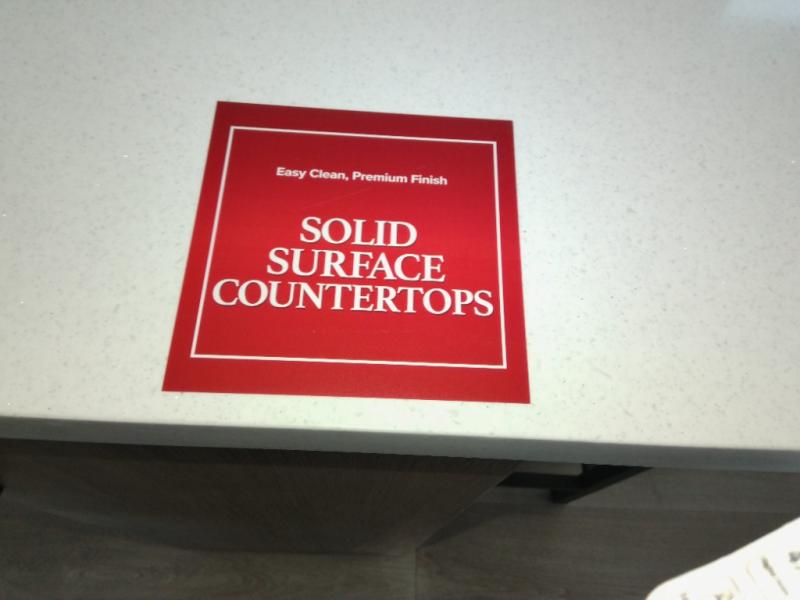 Easy Clean, Premium Finish
SOLID
SURFACE
COUNTERTOPS